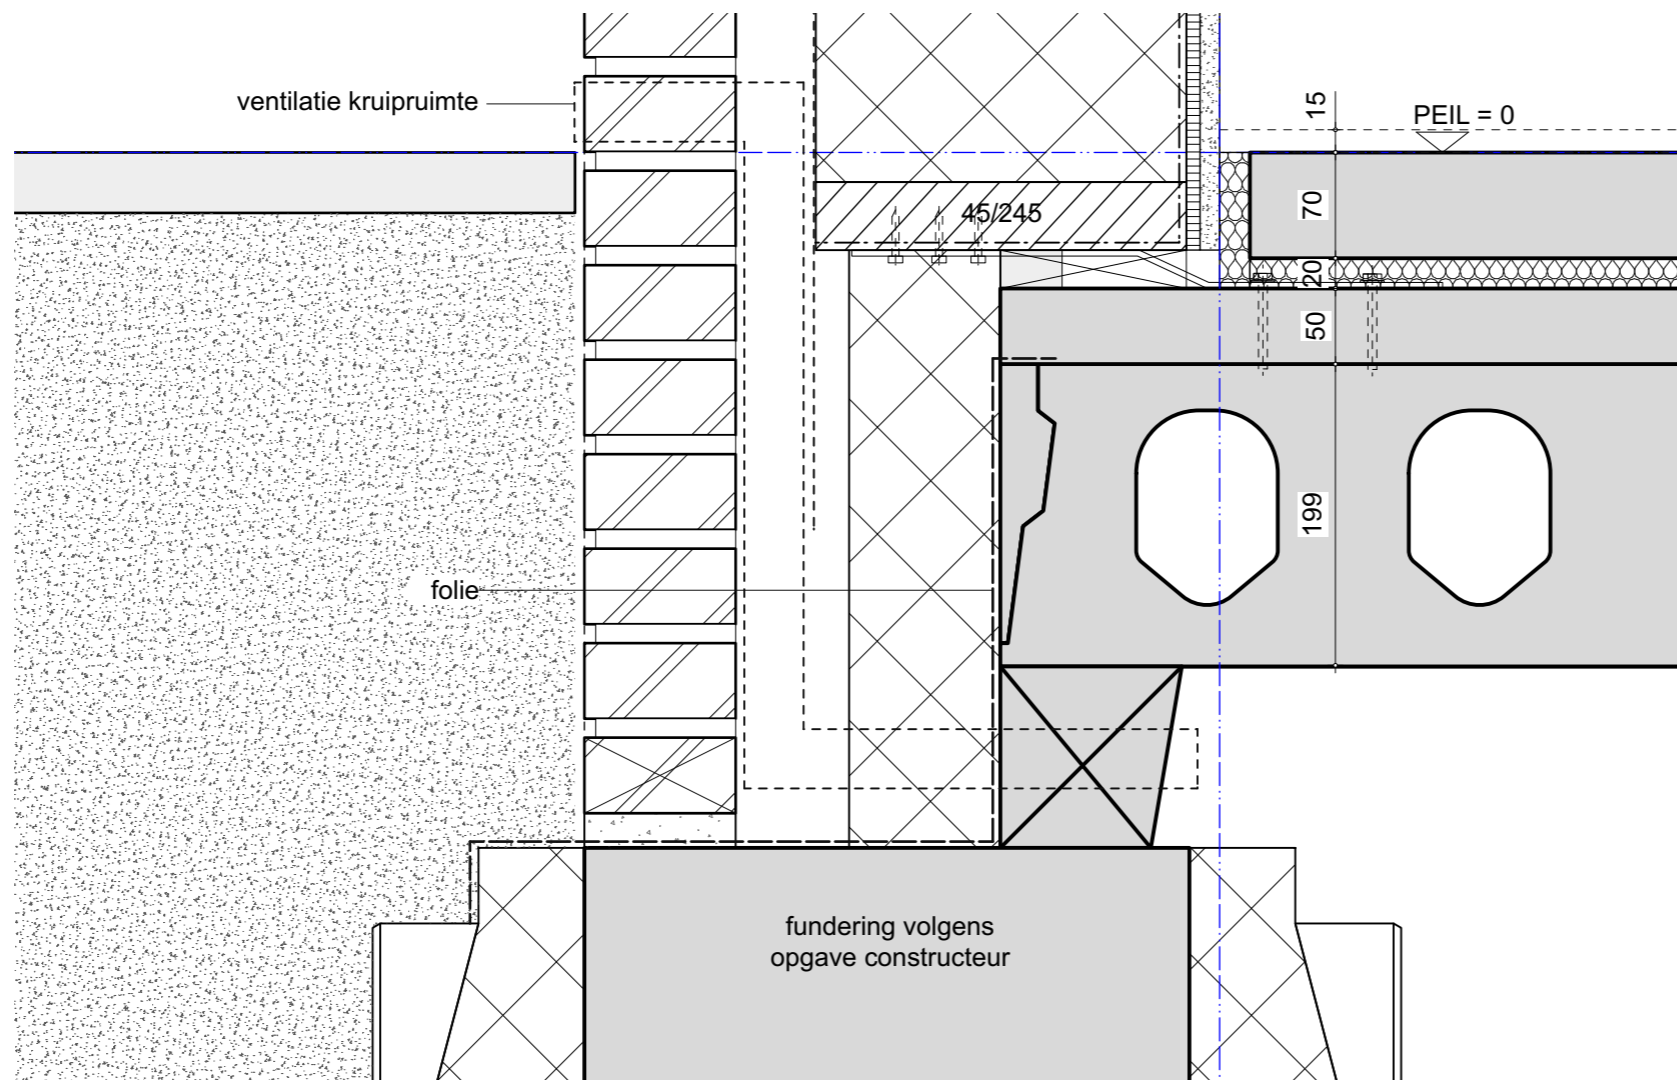 ventilatie kruipruimte
15
PEIL = 0
45/245
70
20
50
199
folie
fundering volgens
opgave constructeur